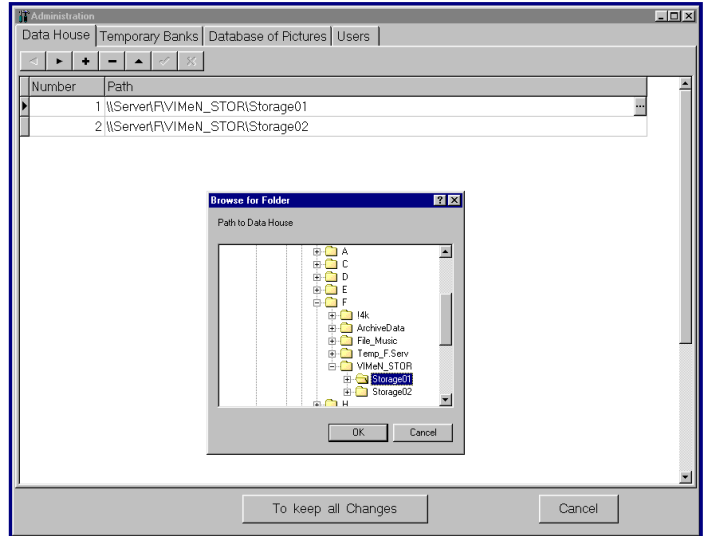 Administration
Data House Temporary Banks Database of Pictures Users
Number Path
1 \\Server\F\VIMeN_STOR\Storage01 ...
2 \\Server\F\VIMeN_STOR\Storage02
Browse for Folder
Path to Data House
A
C
D
E
F
!4k
ArchiveData
File_Music
Temp_F.Serv
VIMeN_STOR
Storage01
Storage02
H
OK Cancel
To keep all Changes Cancel